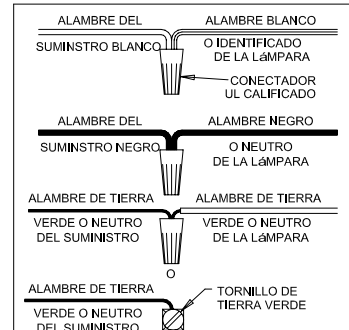 ALAMBRE DEL
SUMINSTRO BLANCO
ALAMBRE BLANCO
O IDENTIFICADO
DE LA LáMPARA
CONECTADOR
UL CALIFICADO
ALAMBRE DEL
SUMINSTRO NEGRO
ALAMBRE NEGRO
O NEUTRO
DE LA LáMPARA
ALAMBRE DE TIERRA
VERDE O NEUTRO
DEL SUMINISTRO
ALAMBRE DE TIERRA
VERDE O NEUTRO
DE LA LáMPARA
O
ALAMBRE DE TIERRA
VERDE O NEUTRO
DEL SUMINISTRO
TORNILLO DE
TIERRA VERDE